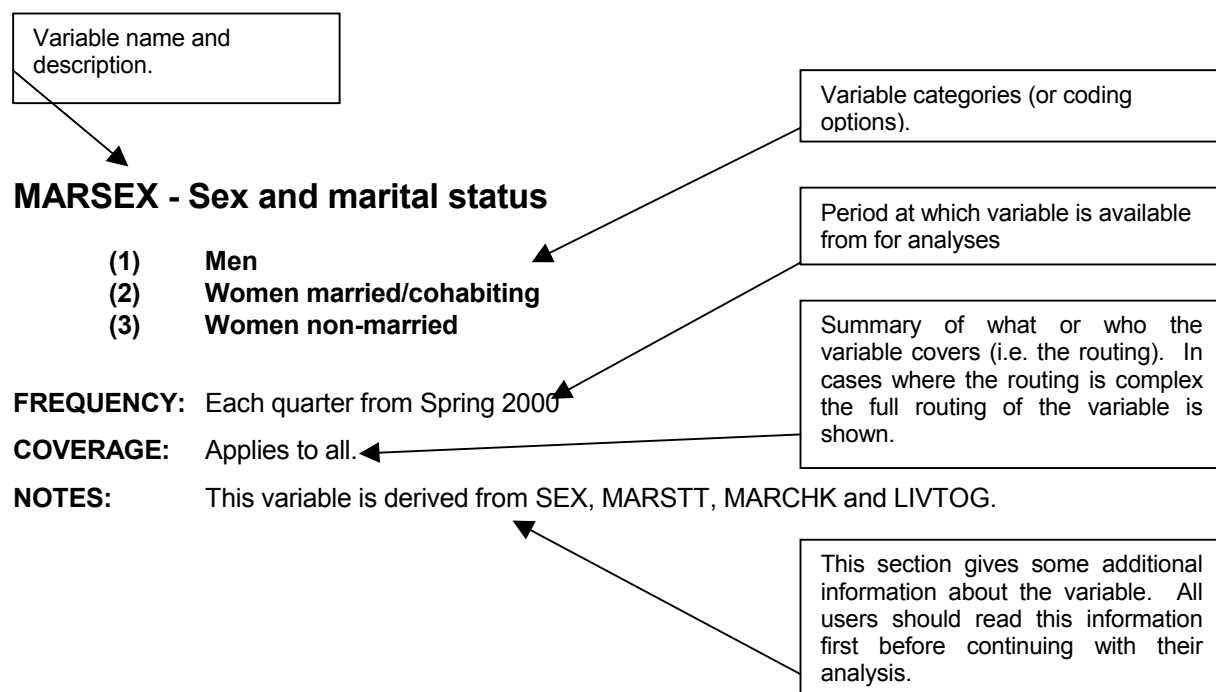 Variable name and
description.
Variable categories (or coding
options).
MARSEX - Sex and marital status
Period at which variable is available
from for analyses
(1) Men
(2) Women married/cohabiting
(3) Women non-married
Summary of what or who the
variable covers (i.e. the routing). In
cases where the routing is complex
the full routing of the variable is
shown.
FREQUENCY: Each quarter from Spring 2000
COVERAGE: Applies to all.
NOTES: This variable is derived from SEX, MARSTT, MARCHK and LIVTOG.
This section gives some additional
information about the variable. All
users should read this information
first before continuing with their
analysis.